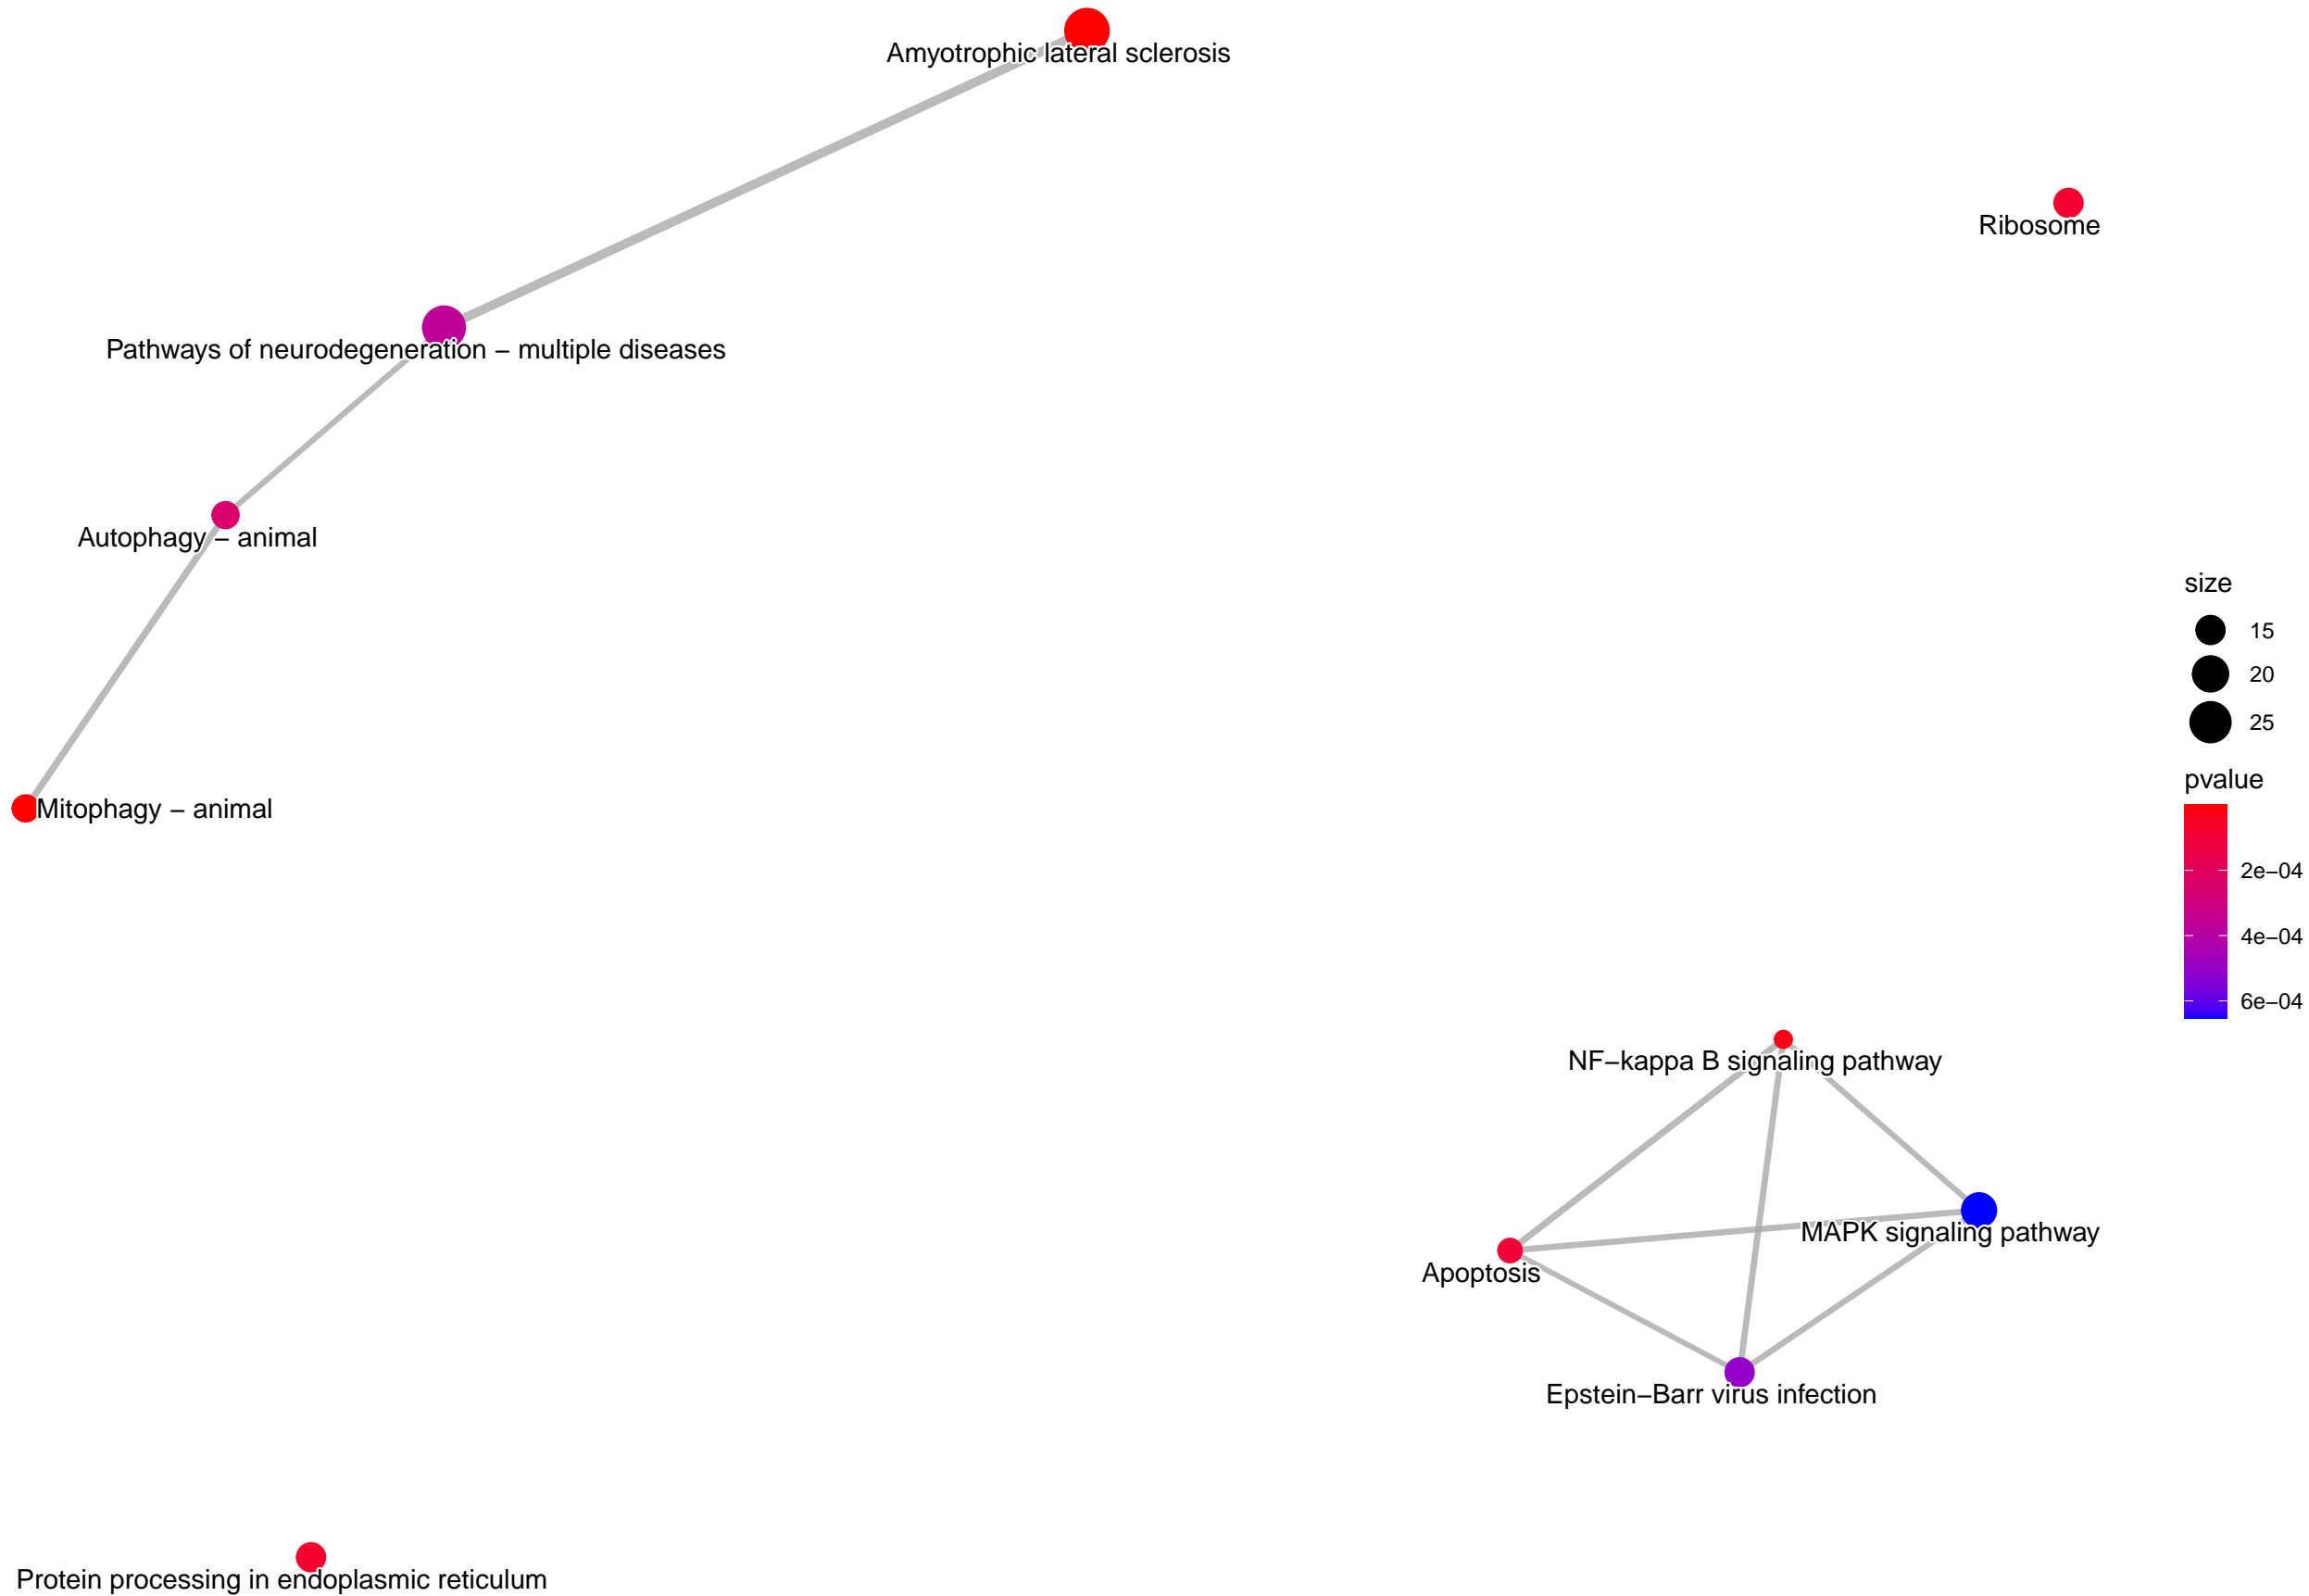 Amyotrophic lateral sclerosis
Ribosome
Pathways of neurodegeneration − multiple diseases
Autophagy − animal
Mitophagy − animal
size
15
20
25
pvalue
2e−04
4e−04
6e−04
NF−kappa B signaling pathway
MAPK signaling pathway
Apoptosis
Epstein−Barr virus infection
Protein processing in endoplasmic reticulum